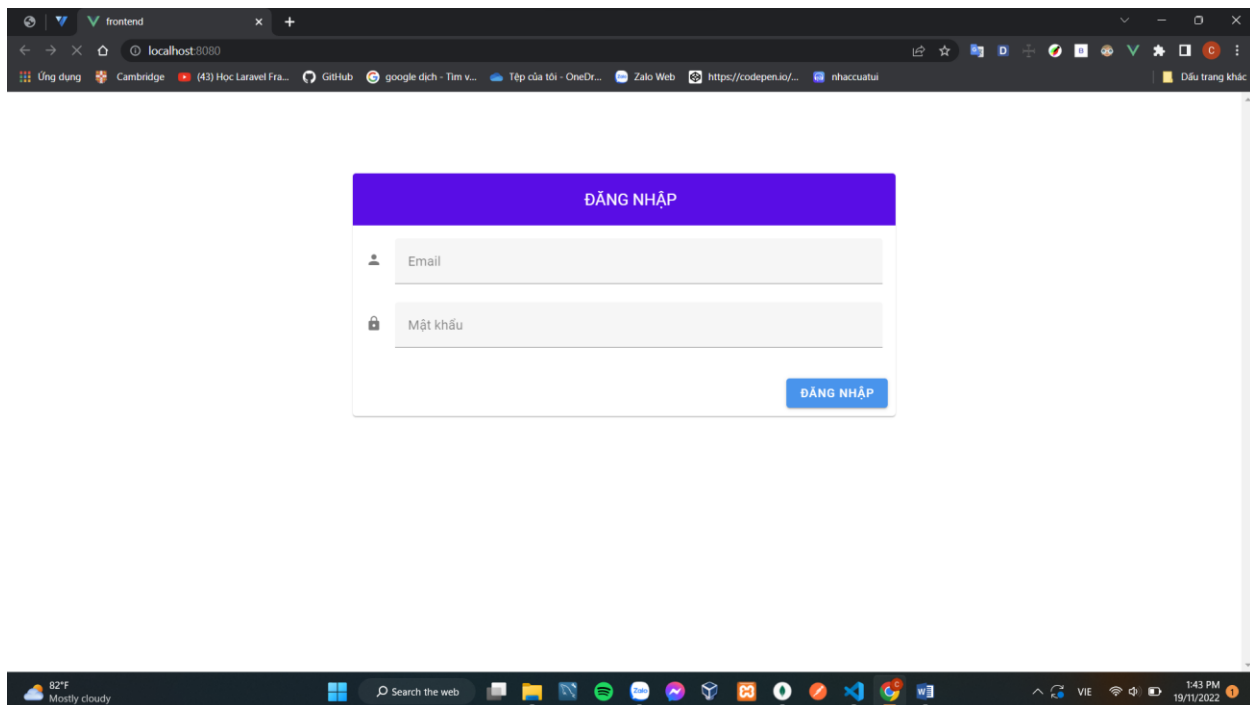 frontend
localhost:8080
Ứng dụng Cambridge (43) Học Laravel Fra... GitHub google dịch - Tìm v... Tệp của tôi - OneDr... Zalo Web https://codepen.io/... nhaccuatui Dấu trang khác
ĐĂNG NHẬP
Email
Mật khẩu
ĐĂNG NHẬP
82°F
Mostly cloudy
Search the web
VIE
1:43 PM
19/11/2022